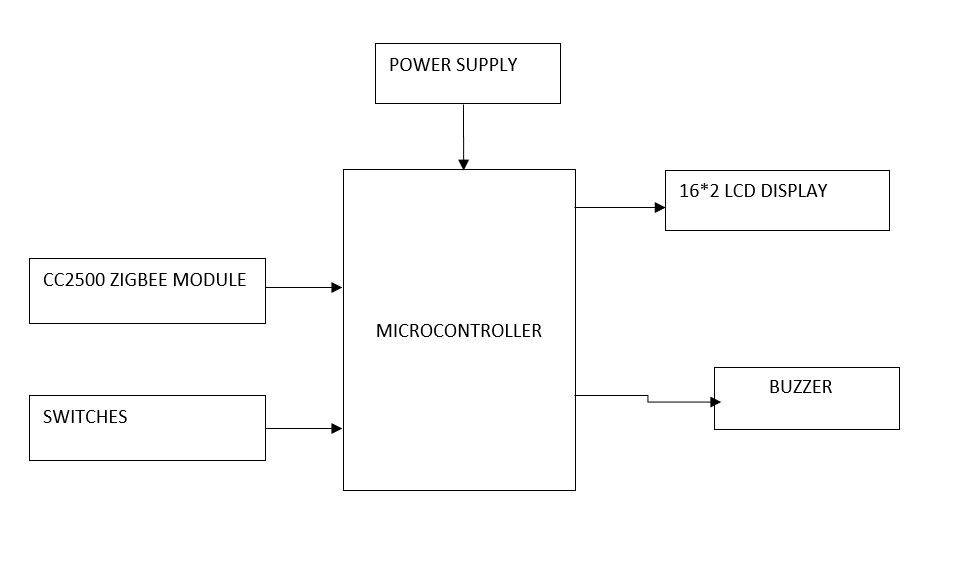 POWER SUPPLY
16*2 LCD DISPLAY
CC2500 ZIGBEE MODULE
MICROCONTROLLER
BUZZER
SWITCHES